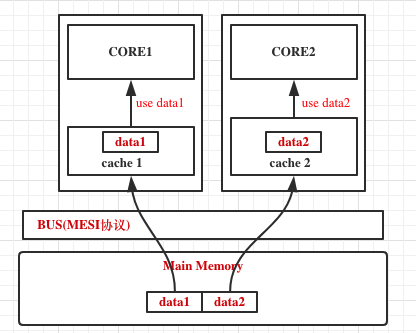 CORE1
CORE2
use data1
use data2
data1
data2
cache 1
cache 2
BUS(MESI协议)
Main Memory
data1
data2